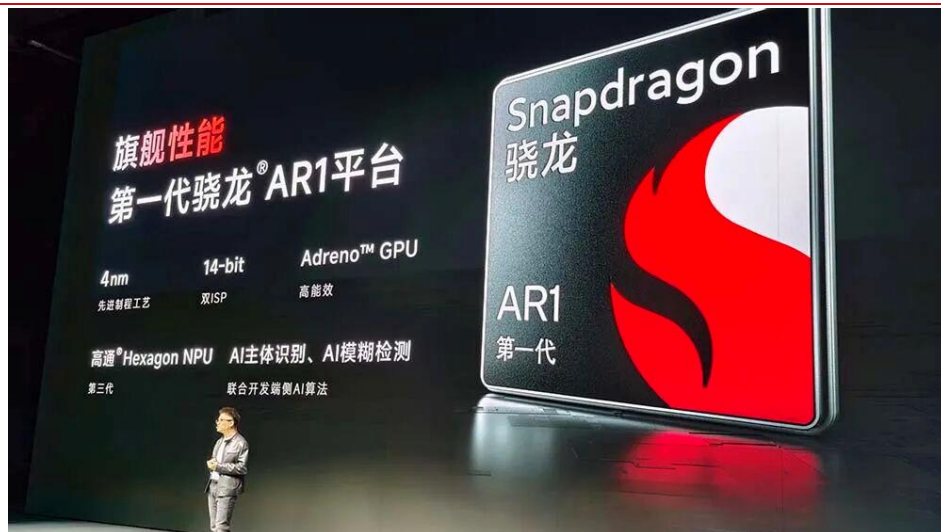 旗舰性能
第一代骁龙®AR1平台
4nm
先进制程工艺
14-bit
双ISP
Adreno™ GPU
高能效
高通®Hexagon NPU
第三代
AI主体识别、AI模糊检测
联合开发端侧AI算法
Snapdragon
骁龙
AR1
第一代